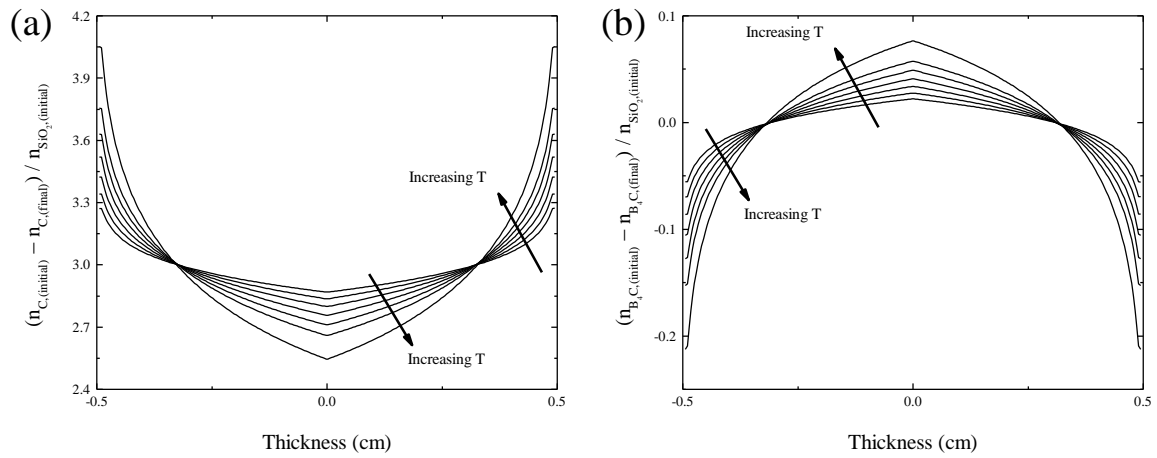 (a)
4.2
3.9
3.6
3.3
3.0
2.7
2.4
-0.5
0.0
0.5
(n_C,(initial) – n_C,(final)) / n_SiO₂,(initial)
Thickness (cm)
Increasing T
Increasing T
(b)
0.1
0.0
-0.1
-0.2
-0.5
0.0
0.5
(n_B₄C,(initial) – n_B₄C,(final)) / n_SiO₂,(initial)
Thickness (cm)
Increasing T
Increasing T